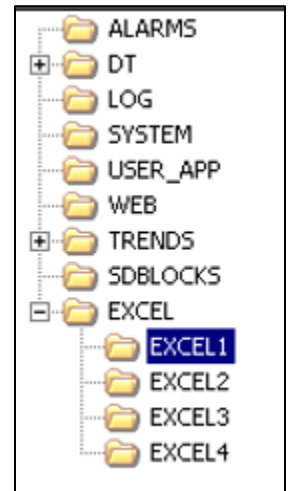 ALARMS
DT
LOG
SYSTEM
USER_APP
WEB
TRENDS
SDBLOCKS
EXCEL
EXCEL1
EXCEL2
EXCEL3
EXCEL4